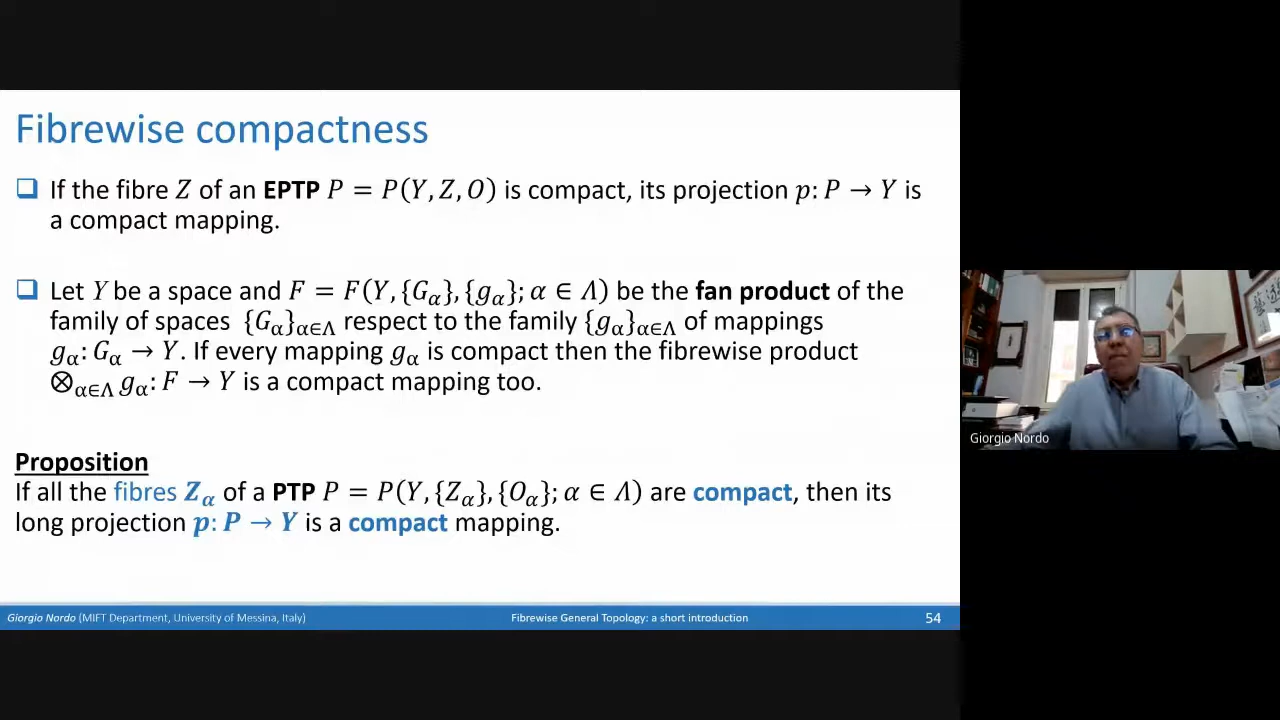 Fibrewise compactness
❑ If the fibre Z of an EPTP P = P(Y, Z, O) is compact, its projection p: P → Y is
a compact mapping.
❑ Let Y be a space and F = F(Y, {G_α}, {g_α}; α ∈ Λ) be the fan product of the
family of spaces {G_α}_{α∈Λ} respect to the family {g_α}_{α∈Λ} of mappings
g_α: G_α → Y. If every mapping g_α is compact then the fibrewise product
⊗_{α∈Λ} g_α: F → Y is a compact mapping too.
Proposition
If all the fibres Z_α of a PTP P = P(Y, {Z_α}, {O_α}; α ∈ Λ) are compact, then its
long projection p: P → Y is a compact mapping.
Giorgio Nordo (MIFT Department, University of Messina, Italy)
Fibrewise General Topology: a short introduction
54
Giorgio Nordo